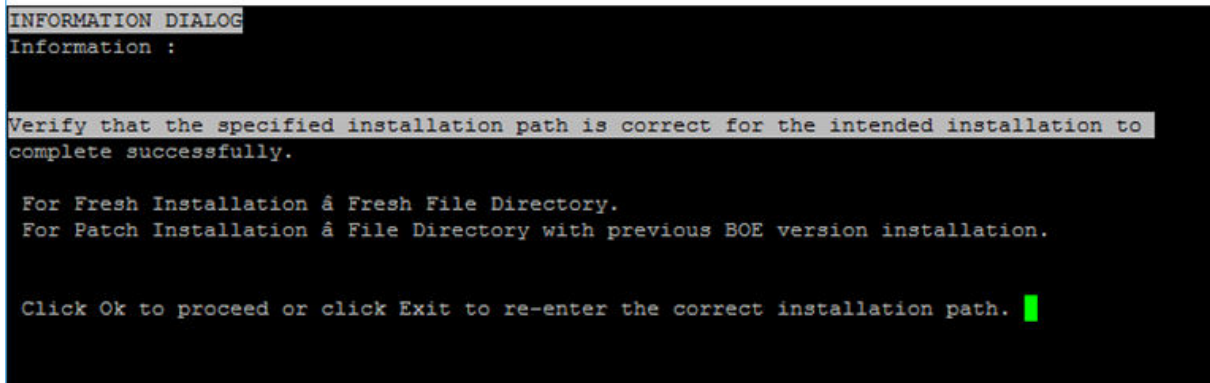 INFORMATION DIALOG
Information :
Verify that the specified installation path is correct for the intended installation to
complete successfully.
For Fresh Installation â Fresh File Directory.
For Patch Installation â File Directory with previous BOE version installation.
Click Ok to proceed or click Exit to re-enter the correct installation path.